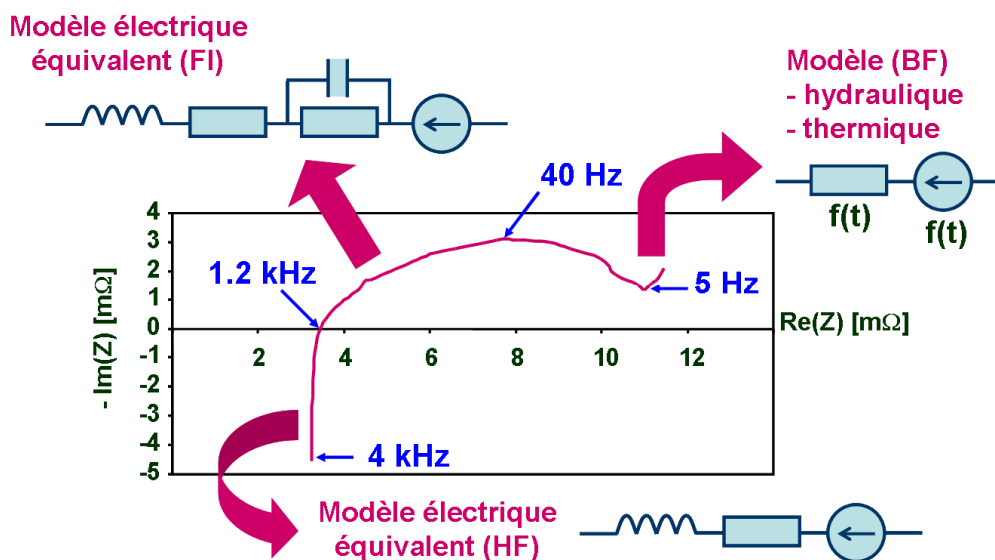 Modèle électrique
équivalent (FI)
Modèle (BF)
- hydraulique
- thermique
f(t)
f(t)
40 Hz
1.2 kHz
5 Hz
4 kHz
- Im(Z) [mΩ]
4
3
2
1
0
-1
-2
-3
-4
-5
2 4 6 8 10 12
Re(Z) [mΩ]
Modèle électrique
équivalent (HF)